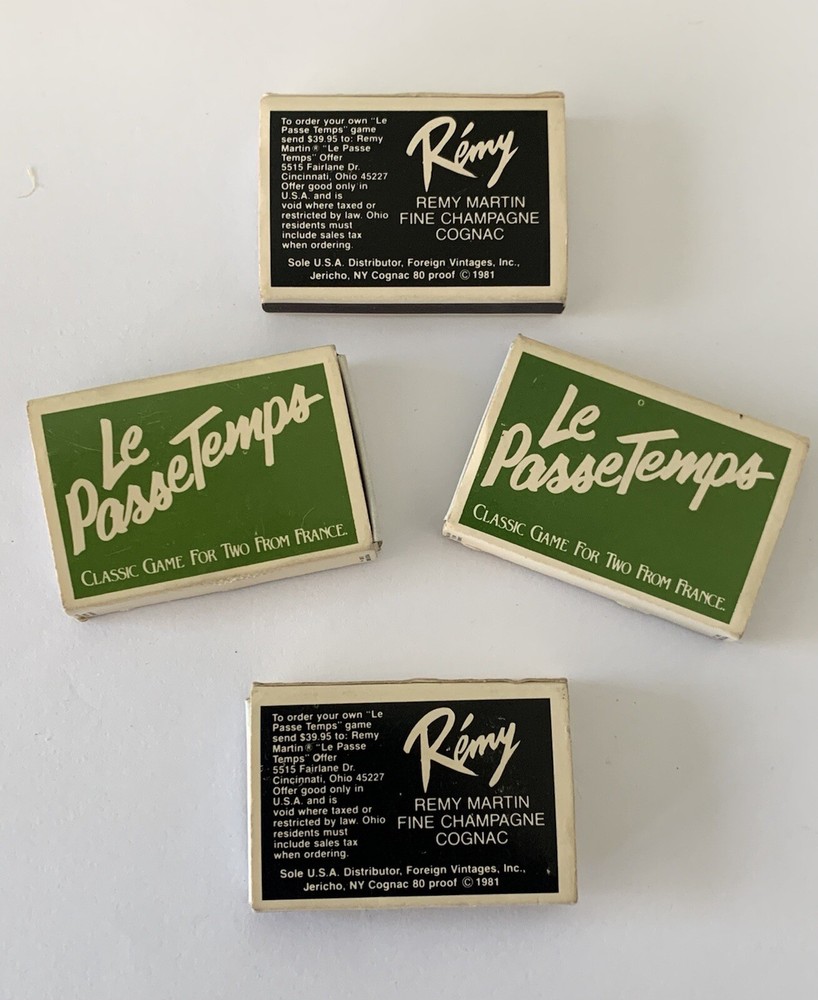 To order your own "Le
Passe Temps" game
send $39.95 to: Remy
Martin® "Le Passe
Temps" Offer
5515 Fairlane Dr.
Cincinnati, Ohio 45227
Offer good only in
U.S.A. and is
void where taxed or
restricted by law. Ohio
residents must
include sales tax
when ordering.
Rémy
REMY MARTIN
FINE CHAMPAGNE
COGNAC
Sole U.S.A. Distributor, Foreign Vintages, Inc.,
Jericho, NY Cognac 80 proof © 1981
Le
PasseTemps
CLASSIC GAME FOR TWO FROM FRANCE.
Le
PasseTemps
CLASSIC GAME FOR TWO FROM FRANCE.
To order your own "Le
Passe Temps" game
send $39.95 to: Remy
Martin® "Le Passe
Temps" Offer
5515 Fairlane Dr.
Cincinnati, Ohio 45227
Offer good only in
U.S.A. and is
void where taxed or
restricted by law. Ohio
residents must
include sales tax
when ordering.
Rémy
REMY MARTIN
FINE CHAMPAGNE
COGNAC
Sole U.S.A. Distributor, Foreign Vintages, Inc.,
Jericho, NY Cognac 80 proof © 1981